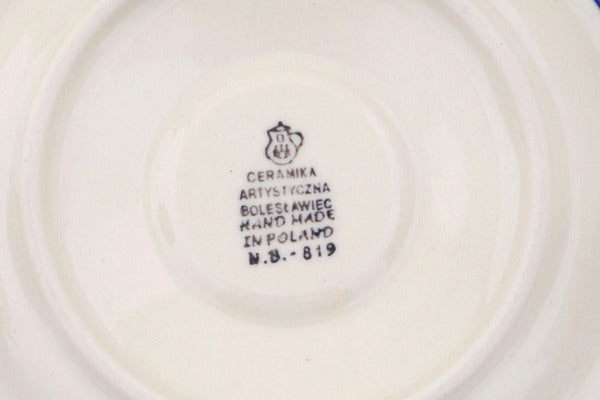 CERAMIKA
ARTYSTYCZNA
BOLESŁAWIEC
HAND MADE
IN POLAND
N.B.-819